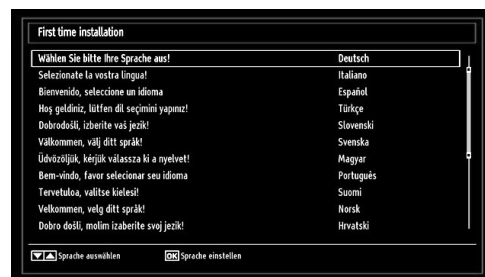 First time installation
Wählen Sie bitte Ihre Sprache aus! Deutsch
Selezionate la vostra lingua! Italiano
Bienvenido, seleccione un idioma Español
Hoş geldiniz, lütfen dil seçimini yapınız! Türkçe
Dobrodošli, izberite vaš jezik! Slovenski
Välkommen, välj ditt språk! Svenska
Üdvözöljük, kérjük válassza ki a nyelvet! Magyar
Bem-vindo, favor selecionar seu idioma Português
Tervetuloa, valitse kielesi! Suomi
Velkommen, velg ditt språk! Norsk
Dobro došli, molim izaberite svoj jezik! Hrvatski
Sprache auswählen OK Sprache einstellen